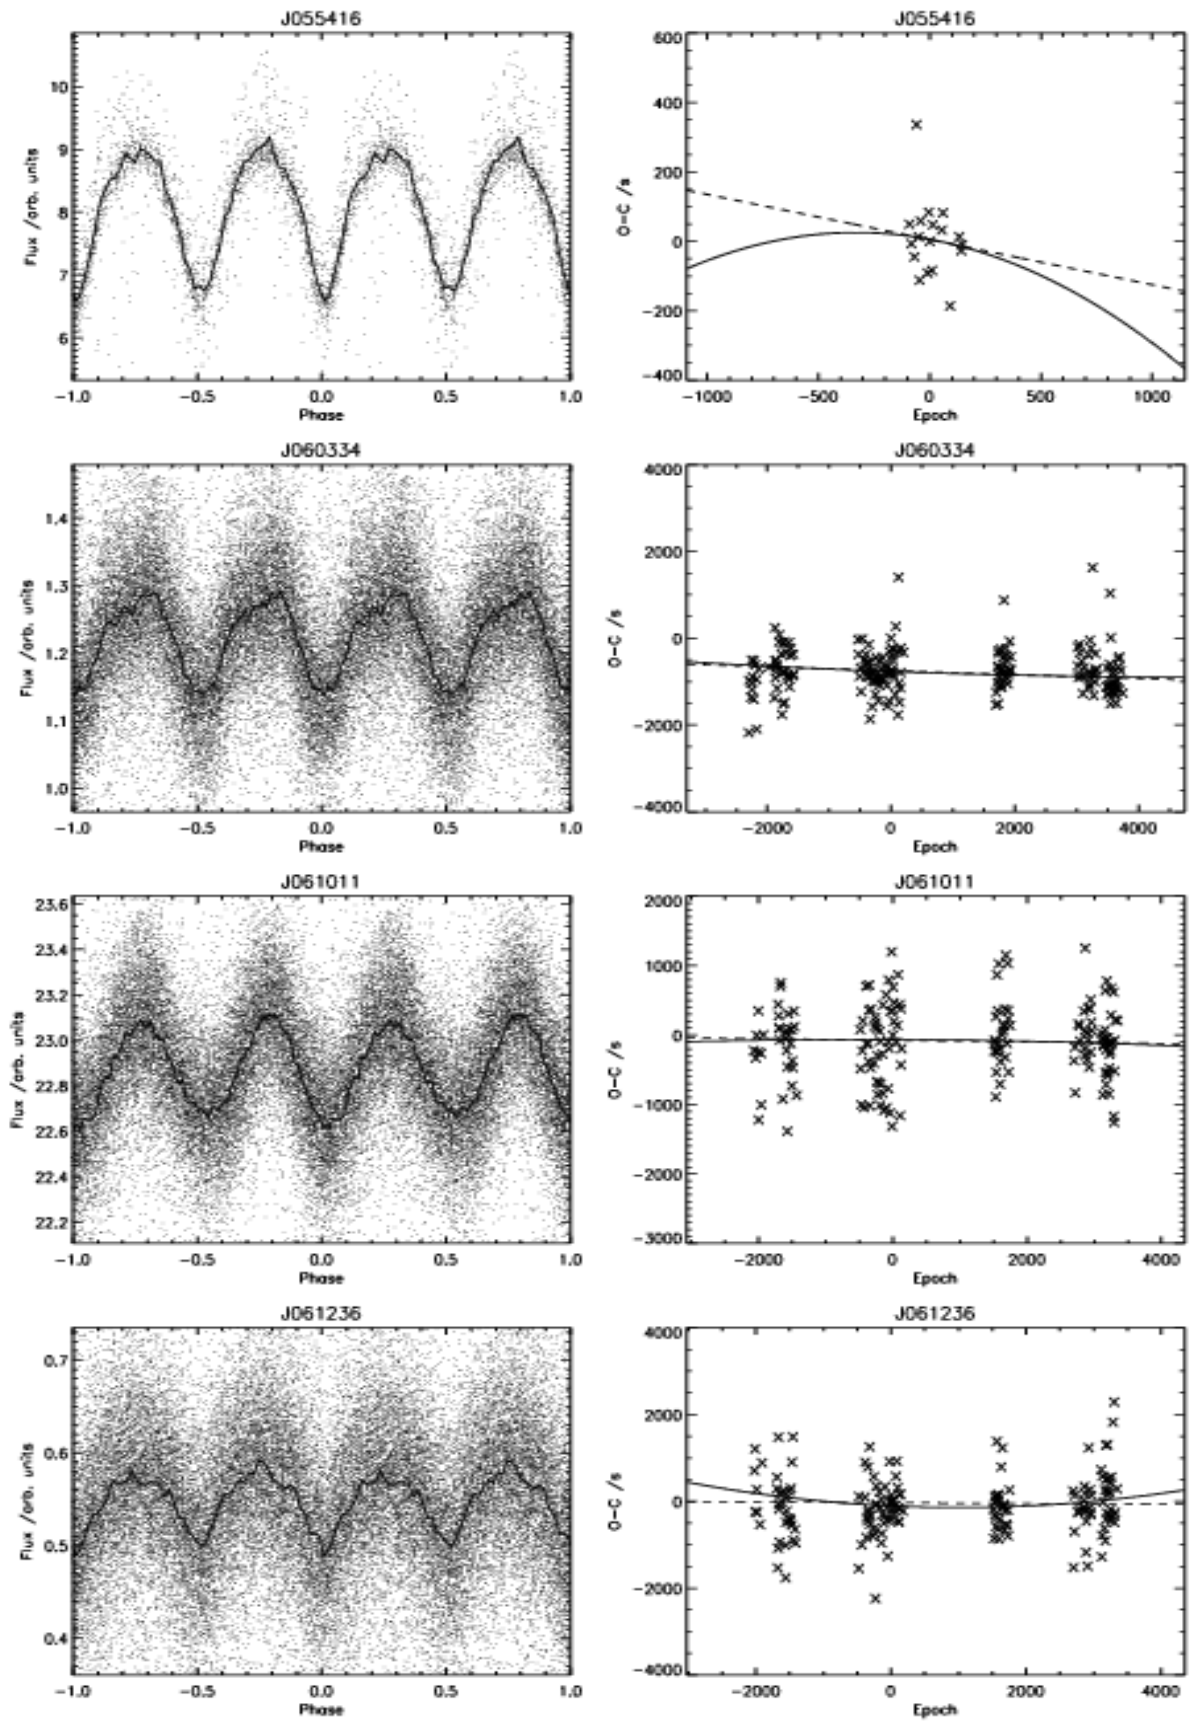 J055416
J055416
10
9
8
7
6
Flux /arb. units
-1.0 -0.5 0.0 0.5 1.0
Phase
600
400
200
0
-200
-400
O-C /s
-1000 -500 0 500 1000
Epoch
J060334
J060334
1.4
1.3
1.2
1.1
1.0
Flux /arb. units
-1.0 -0.5 0.0 0.5 1.0
Phase
4000
2000
0
-2000
-4000
O-C /s
-2000 0 2000 4000
Epoch
J061011
J061011
23.6
23.4
23.2
23.0
22.8
22.6
22.4
22.2
Flux /arb. units
-1.0 -0.5 0.0 0.5 1.0
Phase
2000
1000
0
-1000
-2000
-3000
O-C /s
-2000 0 2000 4000
Epoch
J061236
J061236
0.7
0.6
0.5
0.4
Flux /arb. units
-1.0 -0.5 0.0 0.5 1.0
Phase
4000
2000
0
-2000
-4000
O-C /s
-2000 0 2000 4000
Epoch